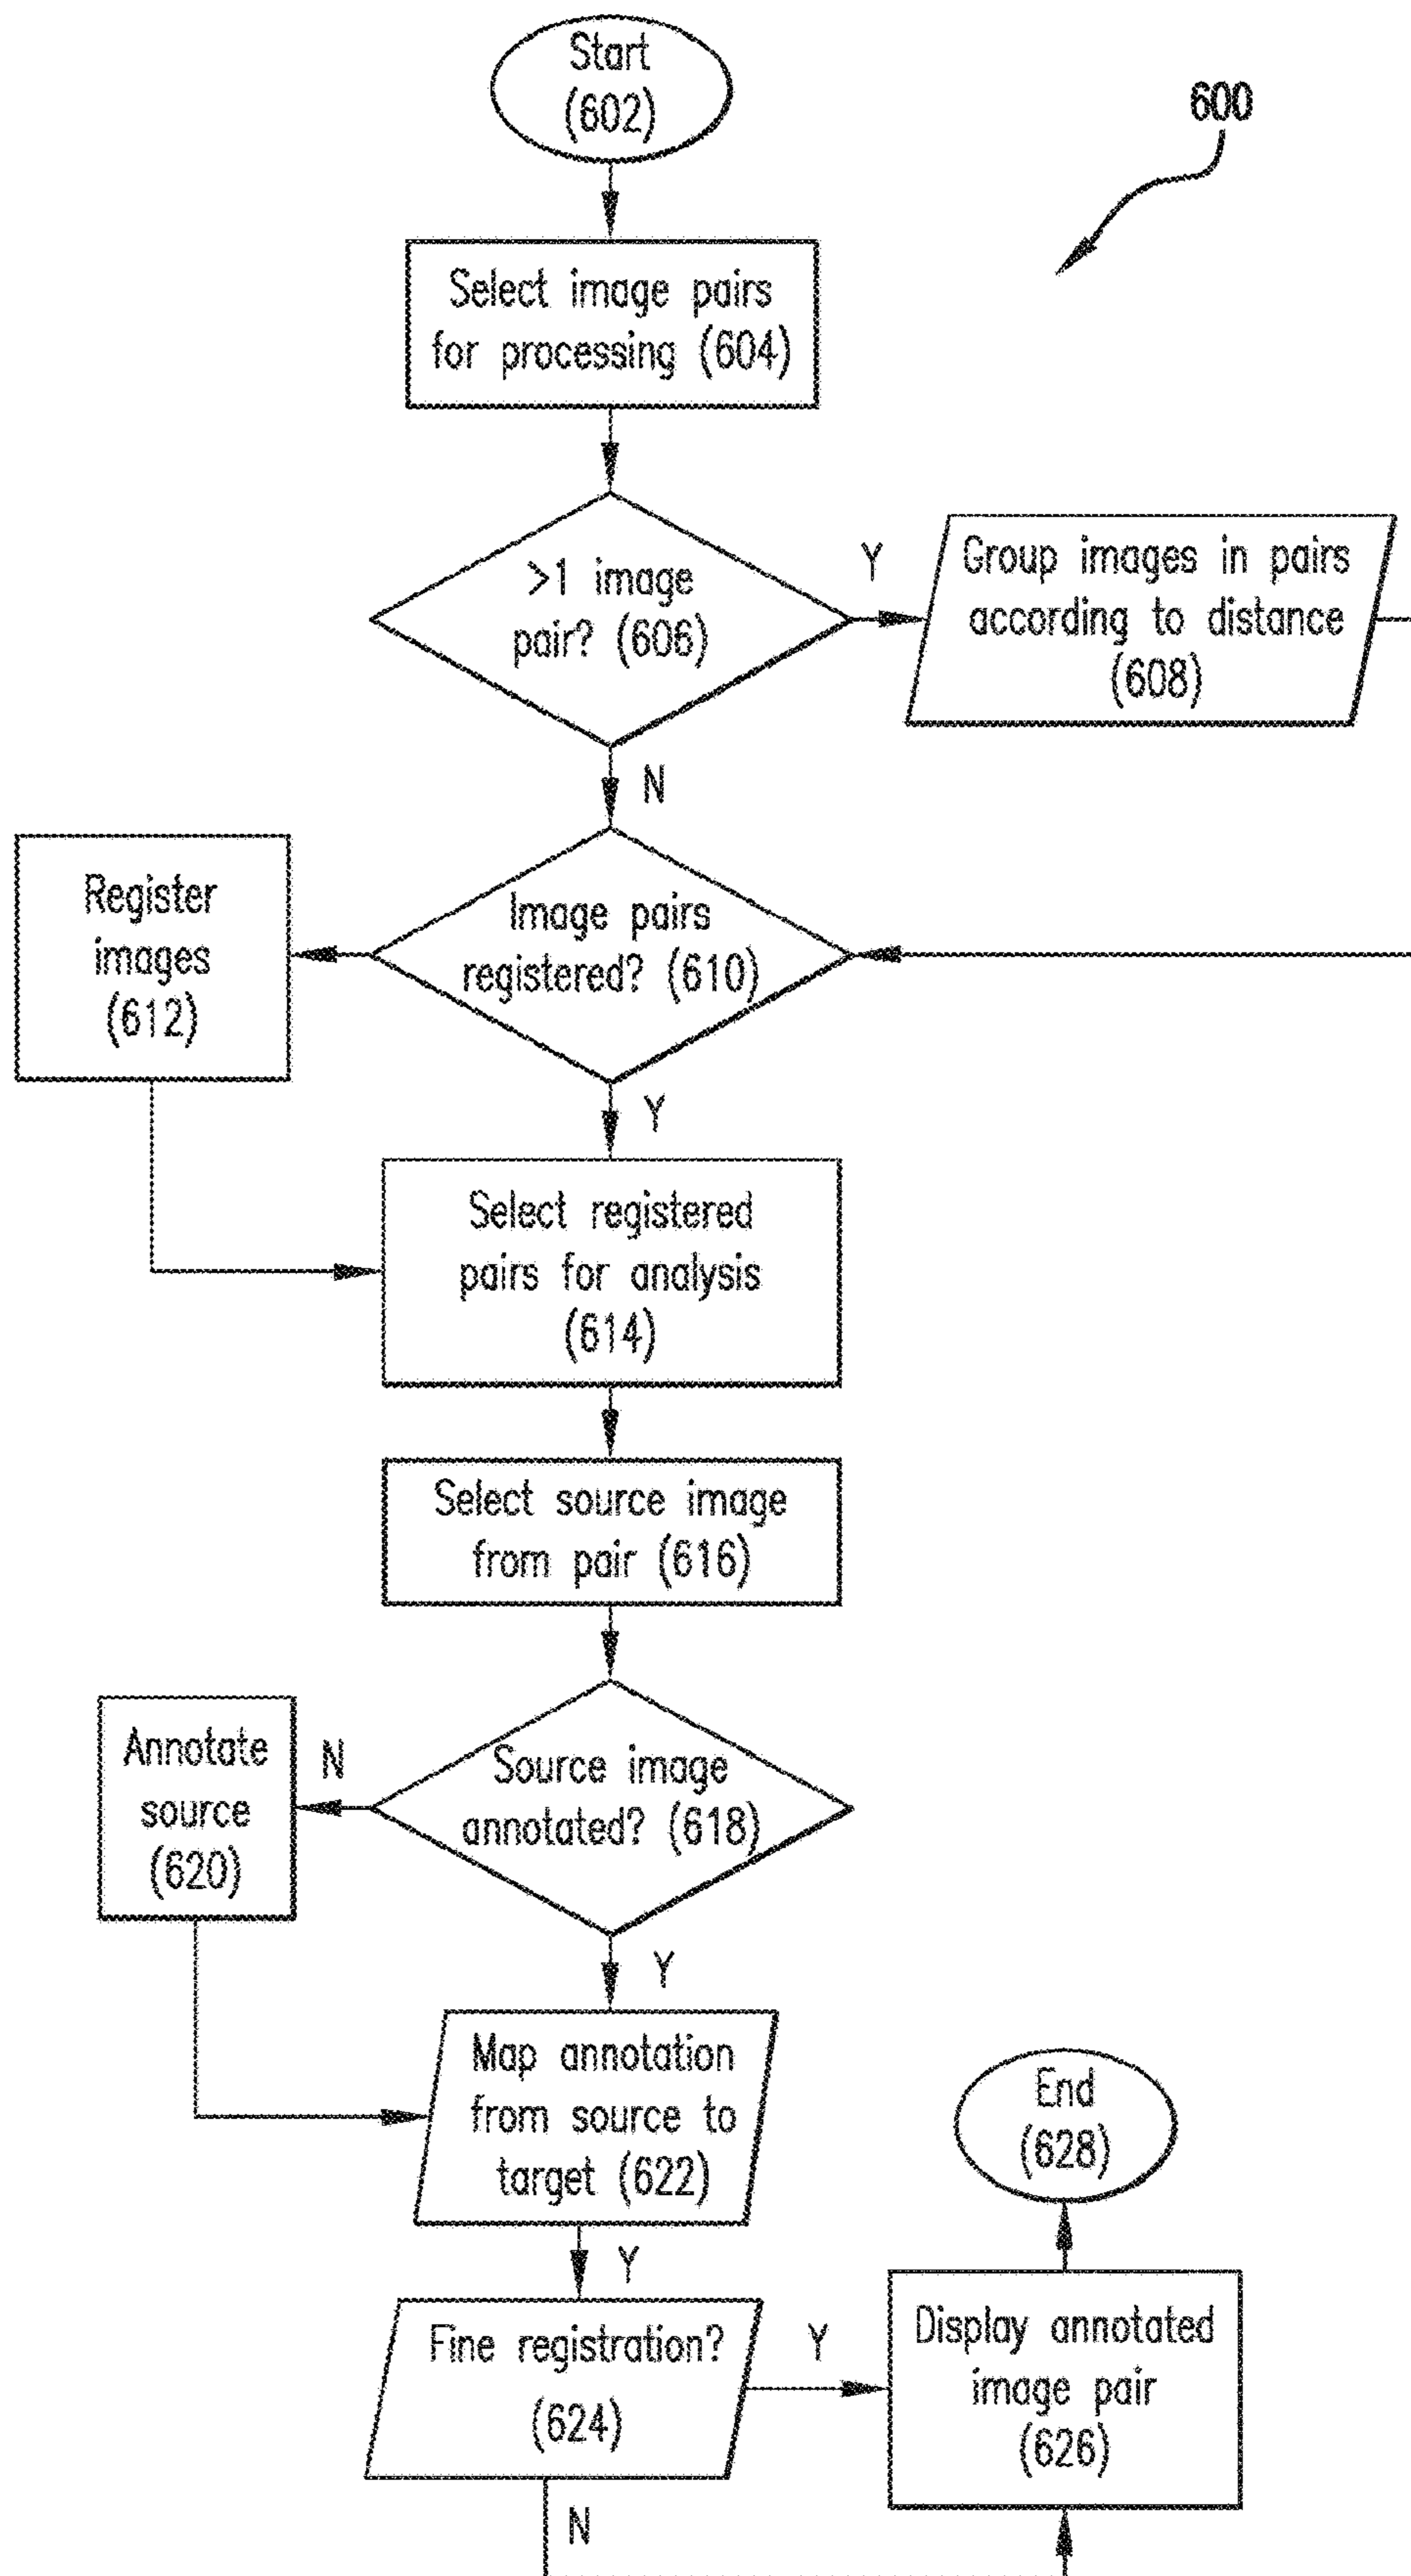 Start
(602)
600
Select image pairs
for processing (604)
>1 image
pair? (606)
Y
Group images in pairs
according to distance
(608)
N
Register
images
(612)
Image pairs
registered? (610)
Y
Select registered
pairs for analysis
(614)
Select source image
from pair (616)
Annotate
source
(620)
N
Source image
annotated? (618)
Y
Map annotation
from source to
target (622)
End
(628)
Y
Fine registration?
(624)
Y
Display annotated
image pair
(626)
N